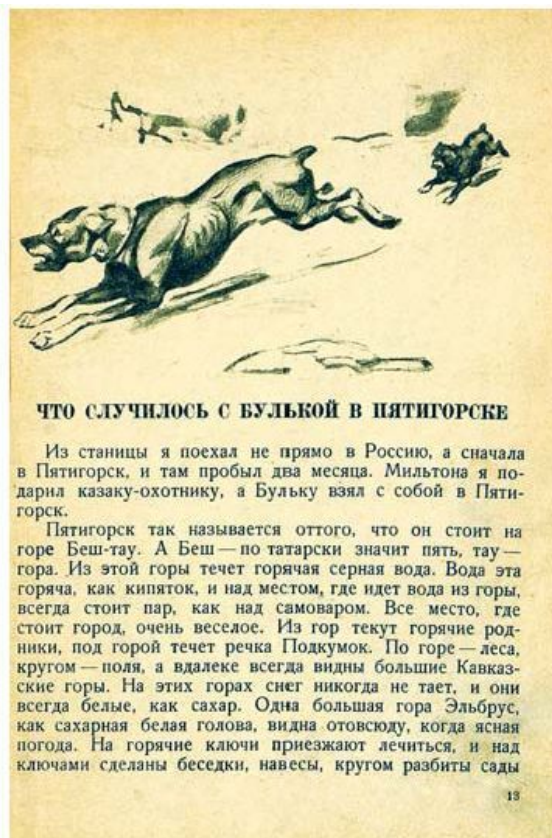 ЧТО СЛУЧИЛОСЬ С БУЛЬКОЙ В ПЯТИГОРСКЕ
Из станицы я поехал не прямо в Россию, а сначала
в Пятигорск, и там пробыл два месяца. Мильтона я по-
дарил казаку-охотнику, а Бульку взял с собой в Пяти-
горск.
Пятигорск так называется оттого, что он стоит на
горе Беш-тау. А Беш — по татарски значит пять, тау —
гора. Из этой горы течет горячая серная вода. Вода эта
горяча, как кипяток, и над местом, где идет вода из горы,
всегда стоит пар, как над самоваром. Все место, где
стоит город, очень веселое. Из гор текут горячие род-
ники, под горой течет речка Подкумок. По горе — леса,
кругом — поля, а вдалеке всегда видны большие Кавказ-
ские горы. На этих горах снег никогда не тает, и они
всегда белые, как сахар. Одна большая гора Эльбрус,
как сахарная белая голова, видна отовсюду, когда ясная
погода. На горячие ключи приезжают лечиться, и над
ключами сделаны беседки, навесы, кругом разбиты сады
13